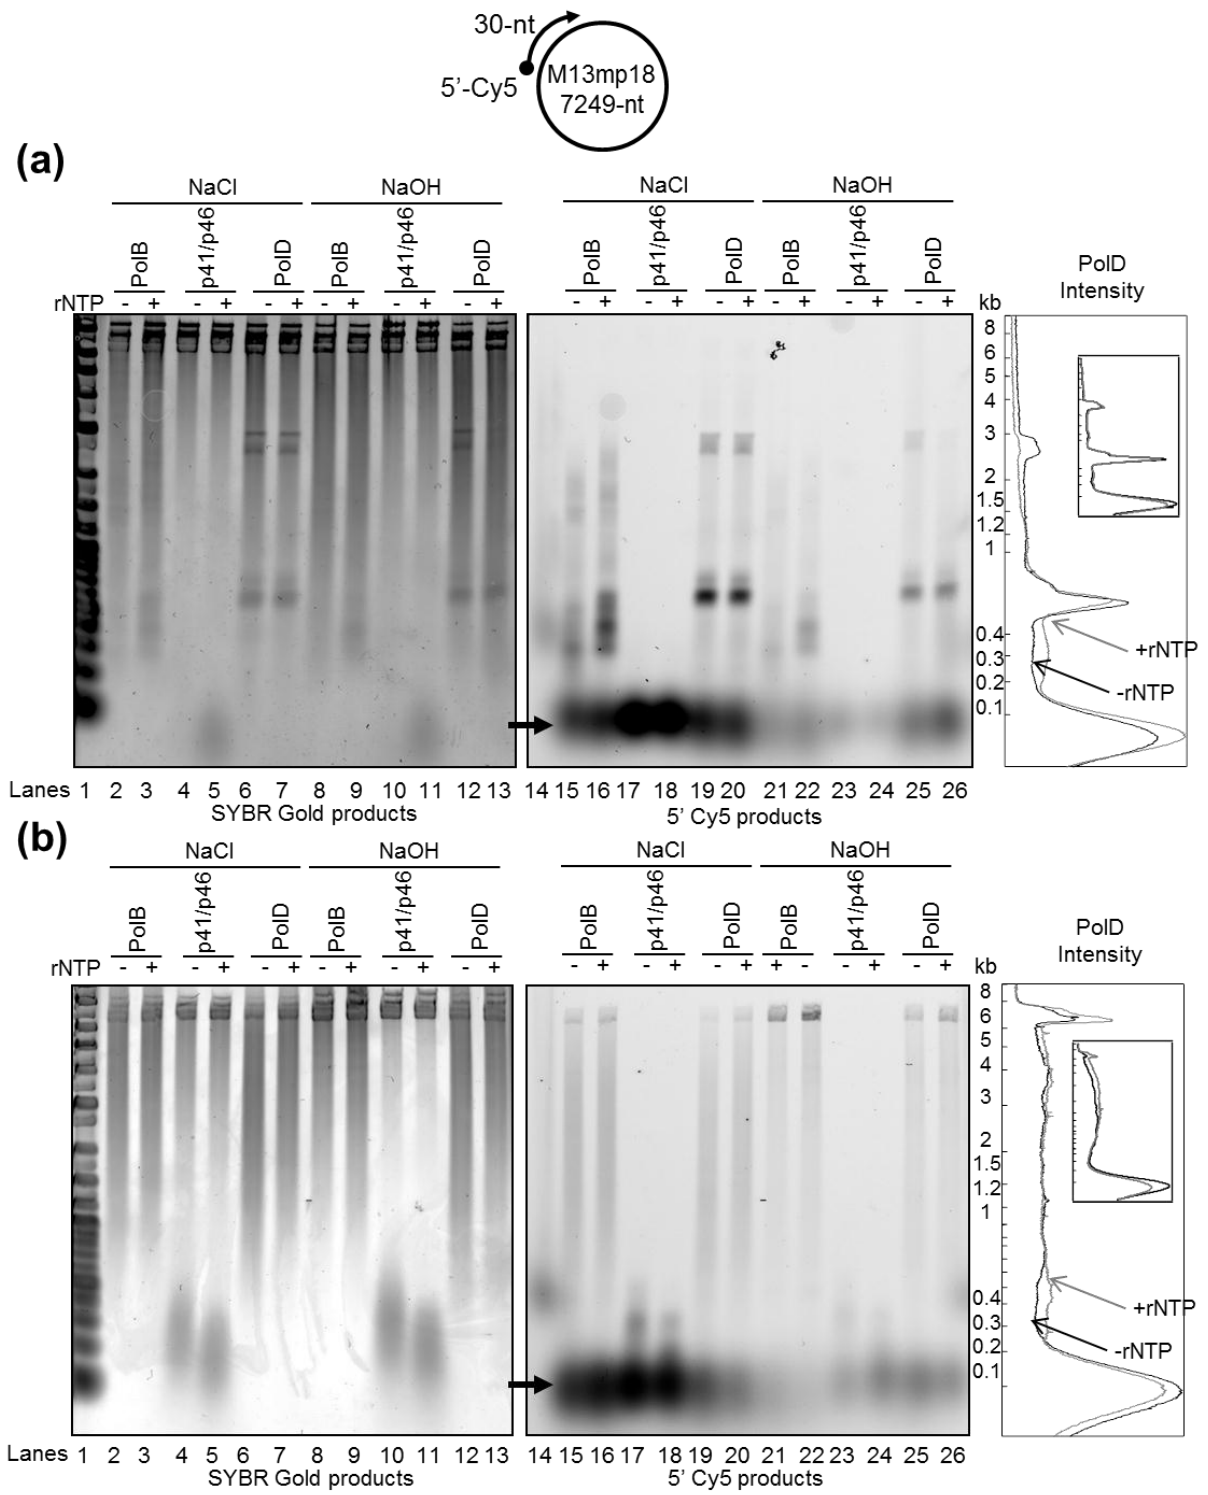 30-nt
5'-Cy5
M13mp18
7249-nt
(a)
NaCl NaOH NaCl NaOH
PolB p41/p46 PolD PolB p41/p46 PolD PolB p41/p46 PolD PolB p41/p46 PolD
PolD
Intensity
rNTP - + - + - + - + - + - + - + - + - + - + - + - + kb
8
6
5
4
3
2
1.5
1.2
1
0.4
0.3
0.2
0.1
+rNTP
-rNTP
Lanes 1 2 3 4 5 6 7 8 9 10 11 12 13 14 15 16 17 18 19 20 21 22 23 24 25 26
SYBR Gold products 5' Cy5 products
(b)
NaCl NaOH NaCl NaOH
PolB p41/p46 PolD PolB p41/p46 PolD PolB p41/p46 PolD PolB p41/p46 PolD
PolD
Intensity
rNTP - + - + - + - + - + - + - + - + - + + - - + - + kb
8
6
5
4
3
2
1.5
1.2
1
0.4
0.3
0.2
0.1
+rNTP
-rNTP
Lanes 1 2 3 4 5 6 7 8 9 10 11 12 13 14 15 16 17 18 19 20 21 22 23 24 25 26
SYBR Gold products 5' Cy5 products